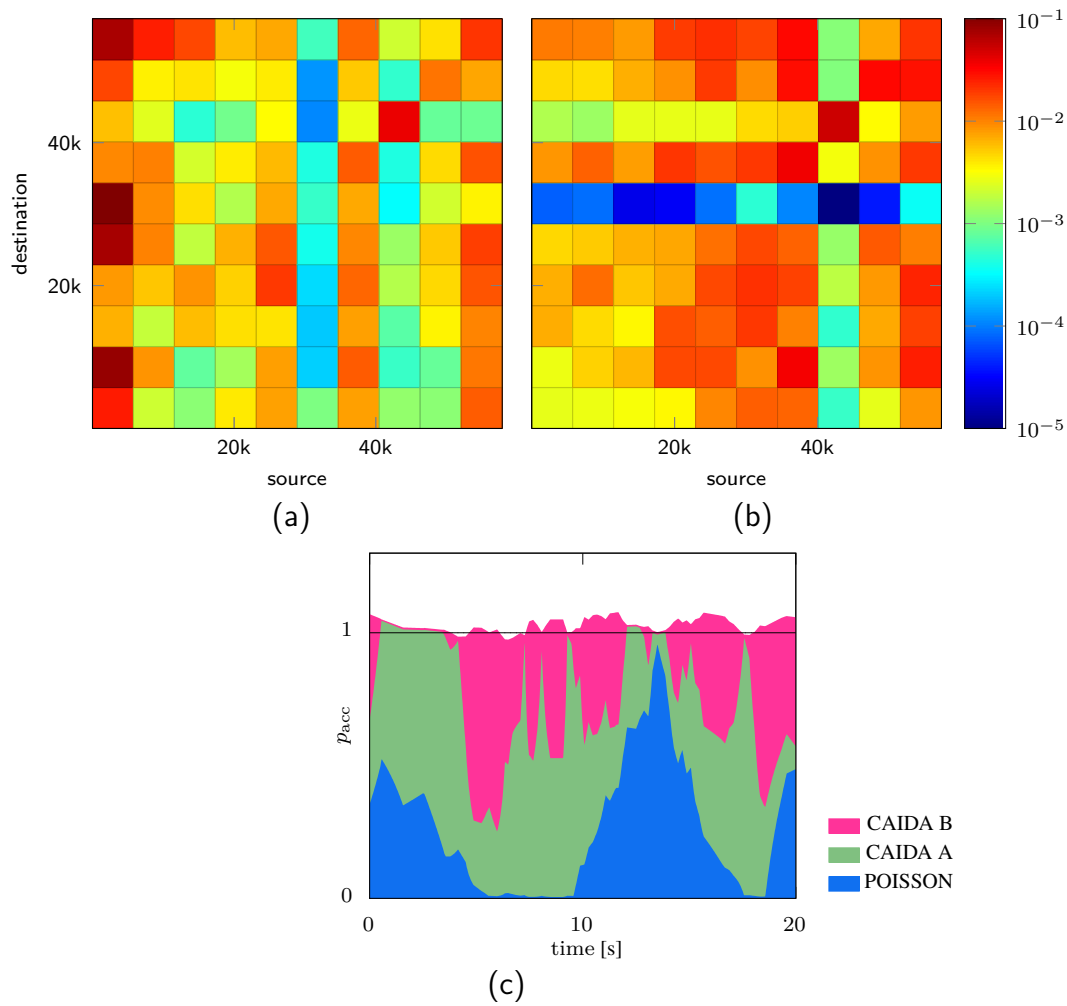 destination
40k
20k
20k
40k
source
(a)
20k
40k
source
(b)
10−1
10−2
10−3
10−4
10−5
pacc
1
0
0
10
20
time [s]
CAIDA B
CAIDA A
POISSON
(c)